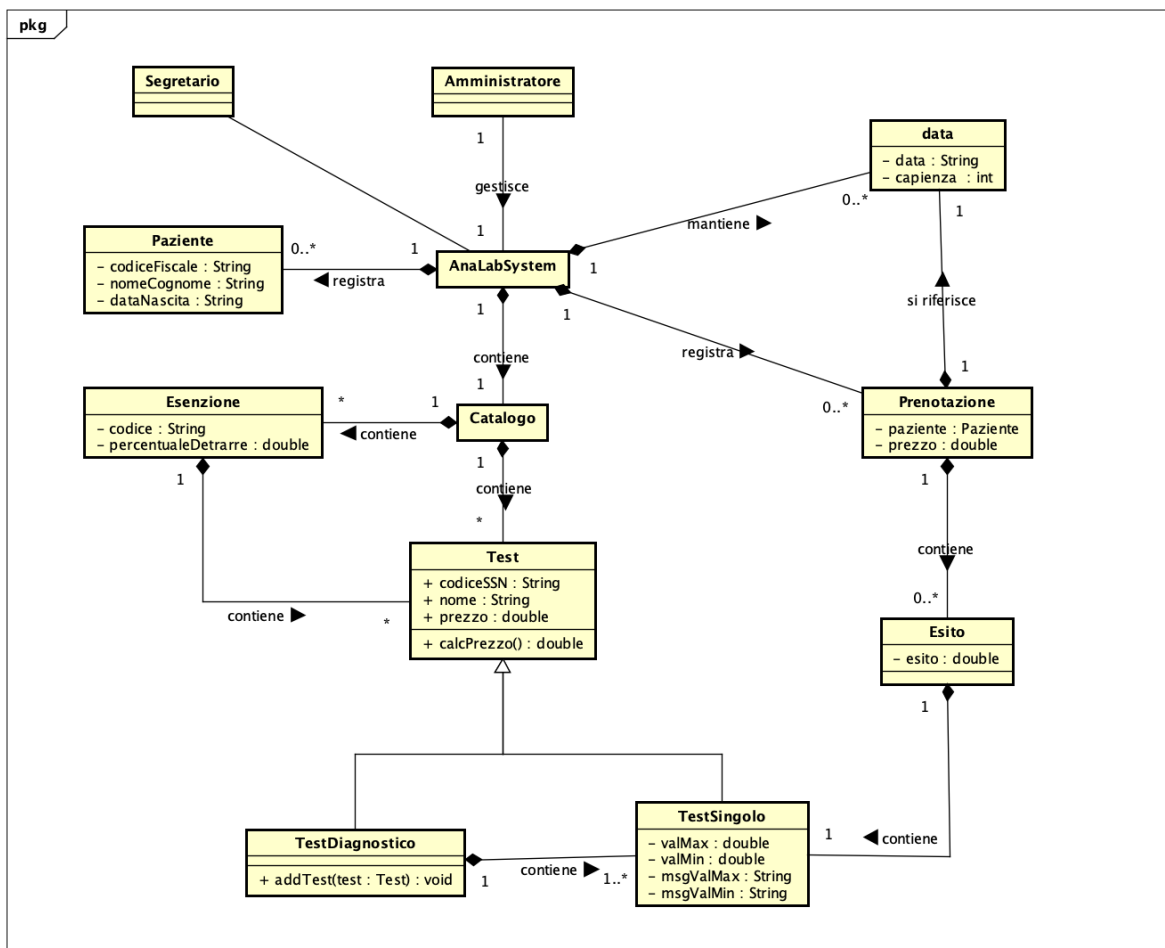 pkg
Segretario
Amministratore
data
- data : String
- capienza : int
1
gestisce
1
0..*
1
mantiene
1
Paziente
- codiceFiscale : String
- nomeCognome : String
- dataNascita : String
0..*
1
registra
AnaLabSystem
1
1
si riferisce
contiene
1
registra
0..*
1
Esenzione
- codice : String
- percentualeDetrarre : double
*
1
contiene
Catalogo
Prenotazione
- paziente : Paziente
- prezzo : double
1
1
1
contiene
*
contiene
0..*
Test
+ codiceSSN : String
+ nome : String
+ prezzo : double
+ calcPrezzo() : double
contiene
*
Esito
- esito : double
1
TestDiagnostico
+ addTest(test : Test) : void
1
contiene
1..*
TestSingolo
- valMax : double
- valMin : double
- msgValMax : String
- msgValMin : String
1
contiene